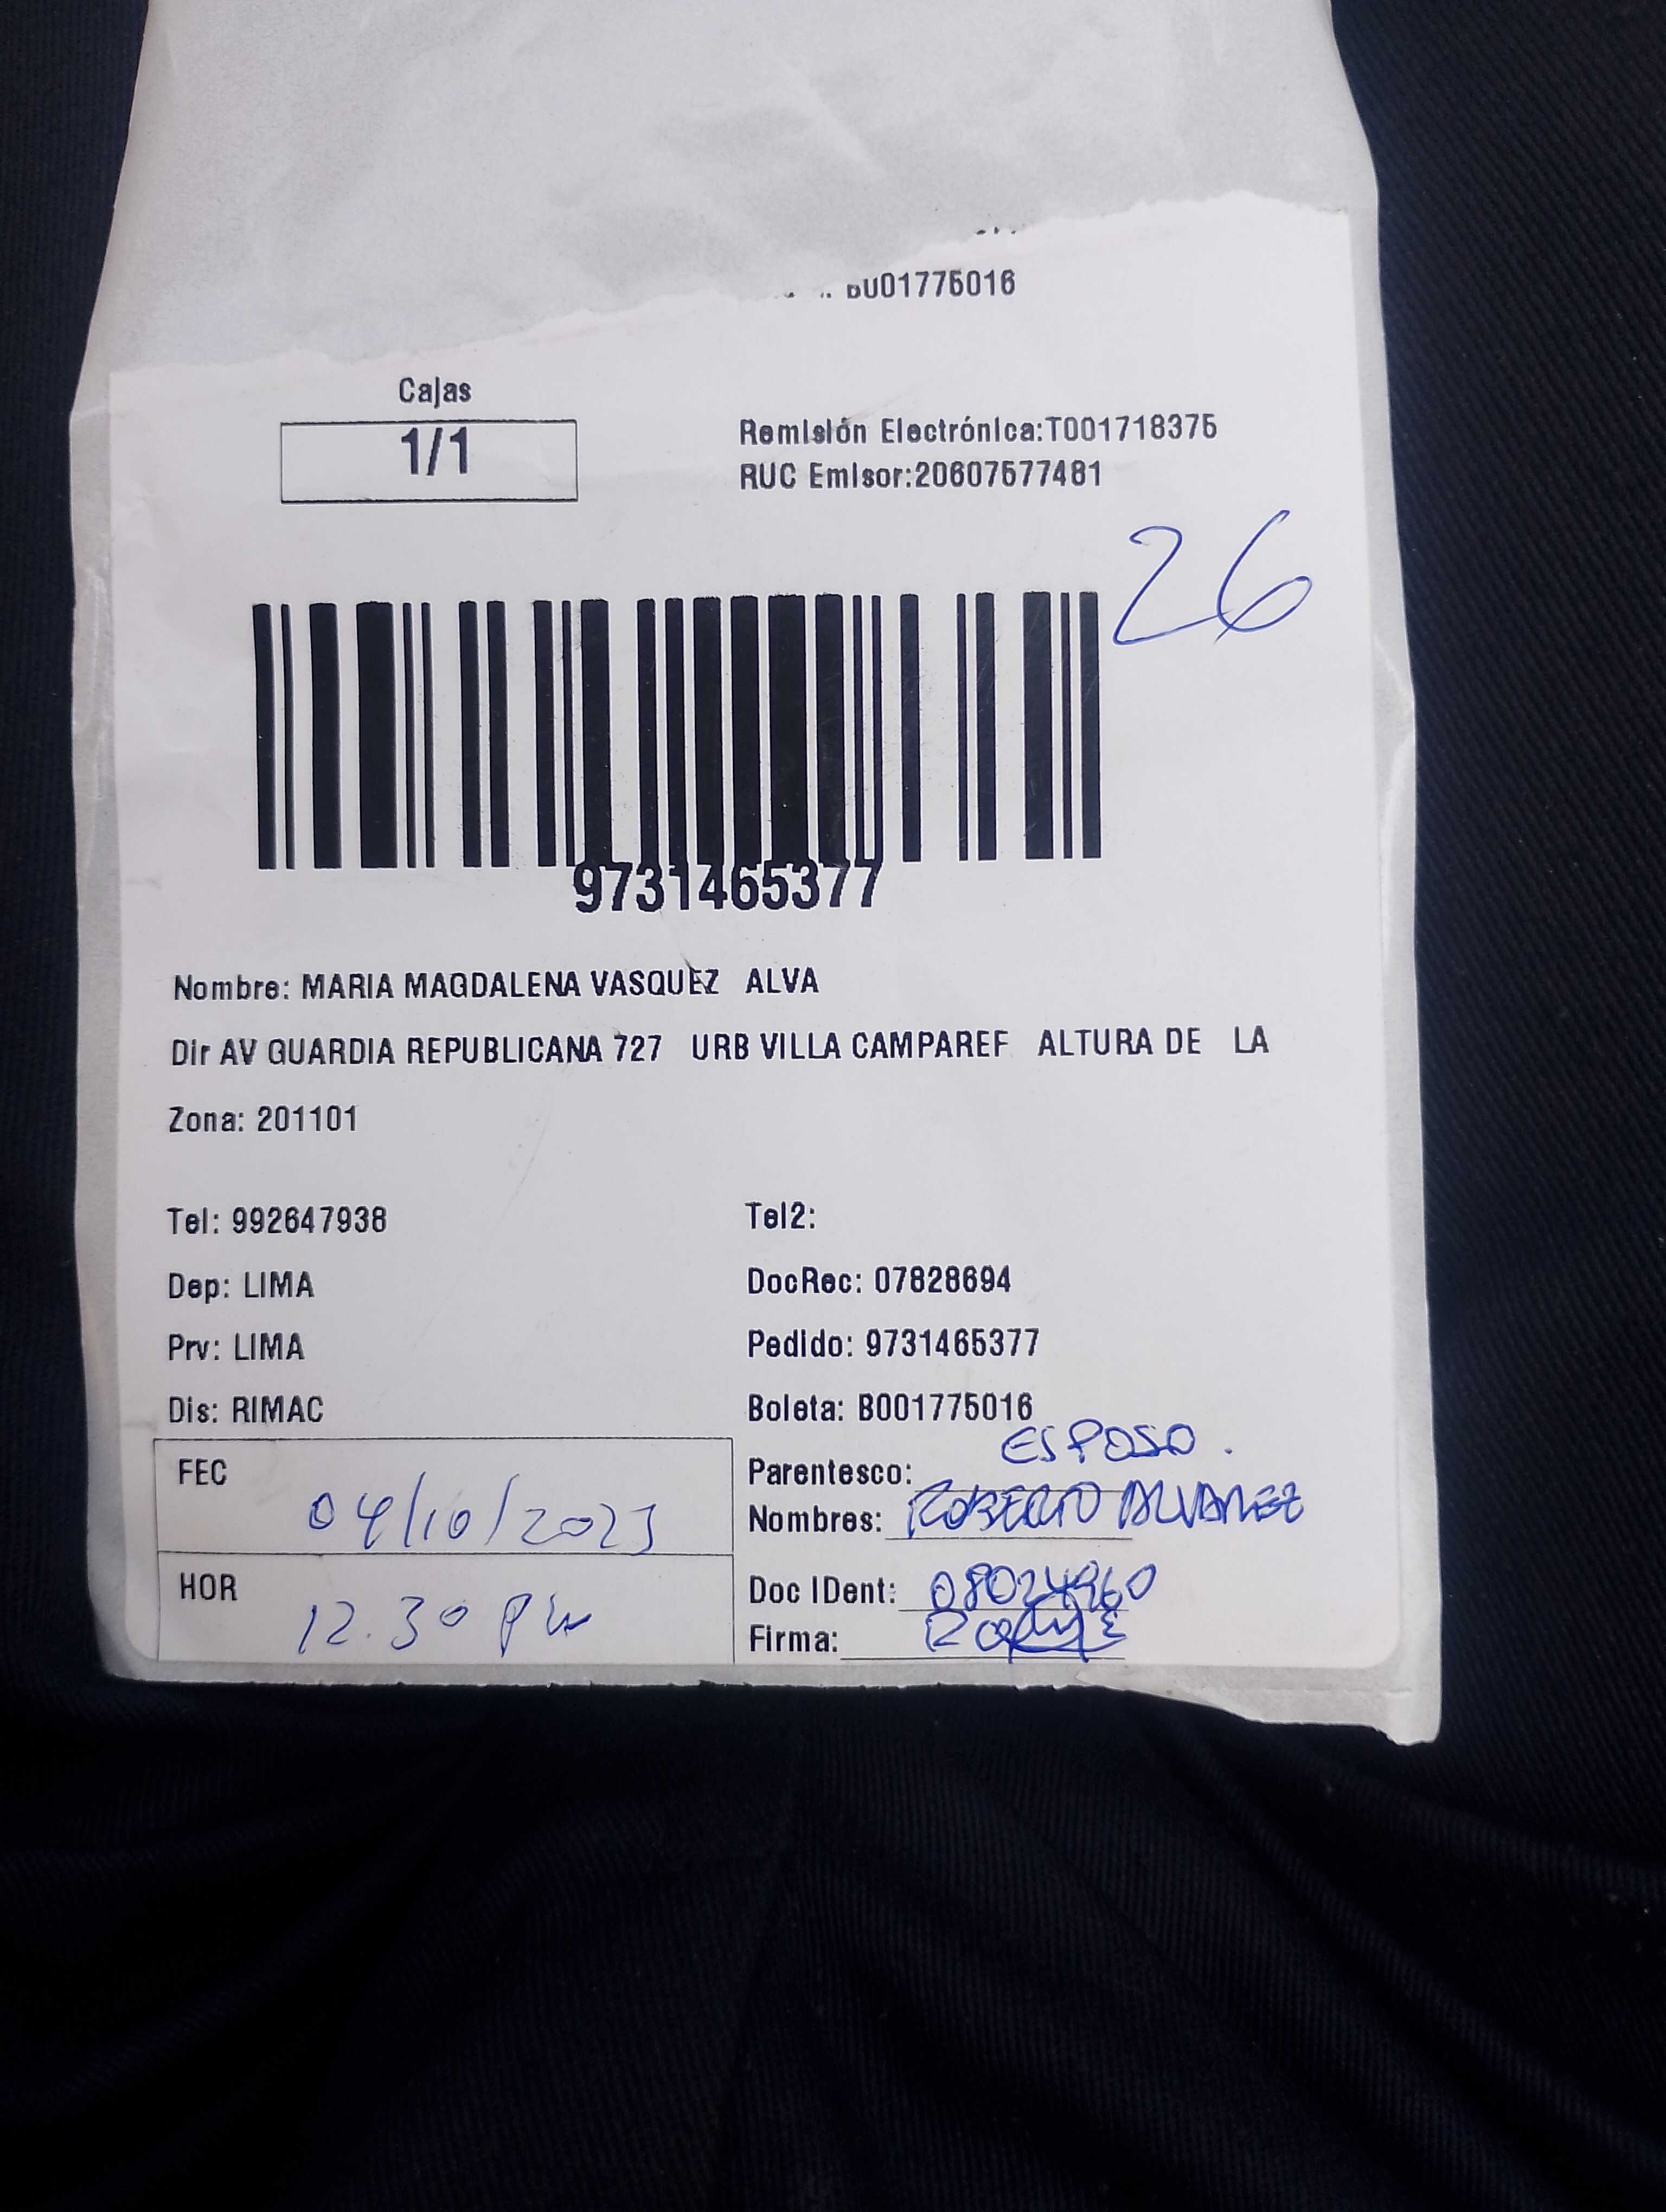 B001775016
Cajas
1/1
Remisión Electrónica:T001718375
RUC Emisor:20607577481
26
9731465377
Nombre: MARIA MAGDALENA VASQUEZ ALVA
Dir AV GUARDIA REPUBLICANA 727 URB VILLA CAMPAREF ALTURA DE LA
Zona: 201101
Tel: 992647938
Tel2:
Dep: LIMA
DocRec: 07828694
Prv: LIMA
Pedido: 9731465377
Dis: RIMAC
Boleta: B001775016
FEC 04/10/2023
Parentesco: ESPOSO.
Nombres: ROBERTO ALVAREZ
HOR 12.30 pm
Doc IDent: 08024960
Firma: